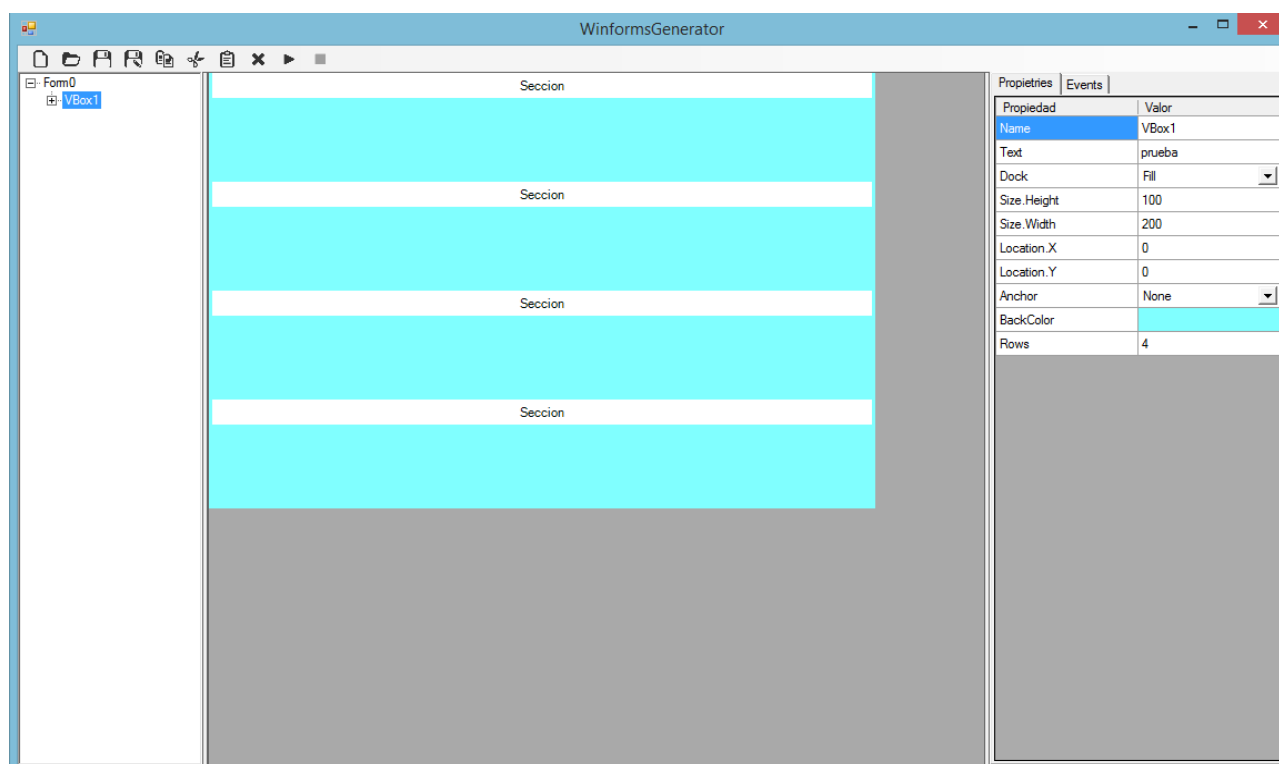 WinformsGenerator
Form0
VBox1
Seccion
Seccion
Seccion
Seccion
Propietries Events
Propiedad Valor
Name VBox1
Text prueba
Dock Fill
Size.Height 100
Size.Width 200
Location.X 0
Location.Y 0
Anchor None
BackColor
Rows 4